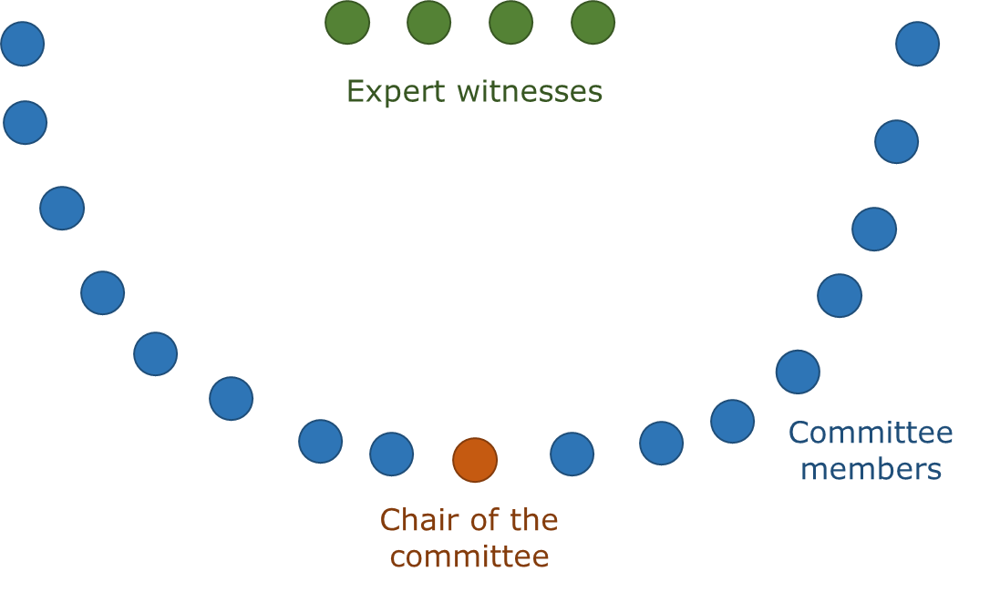 Expert witnesses
Committee
members
Chair of the
committee